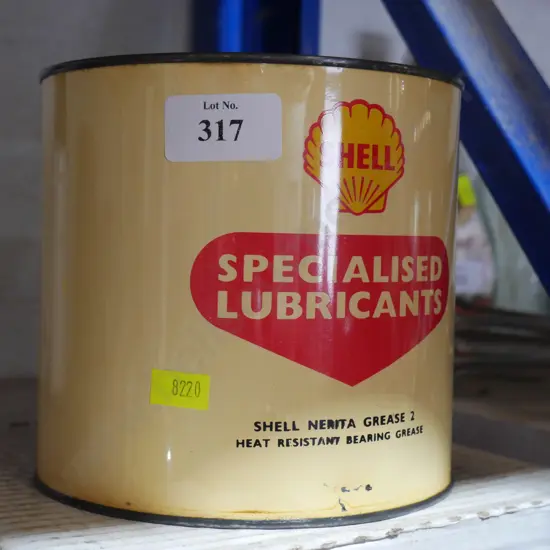 Lot No.
317
SHELL
SPECIALISED
LUBRICANTS
8220
SHELL NERITA GREASE 2
HEAT RESISTANT BEARING GREASE